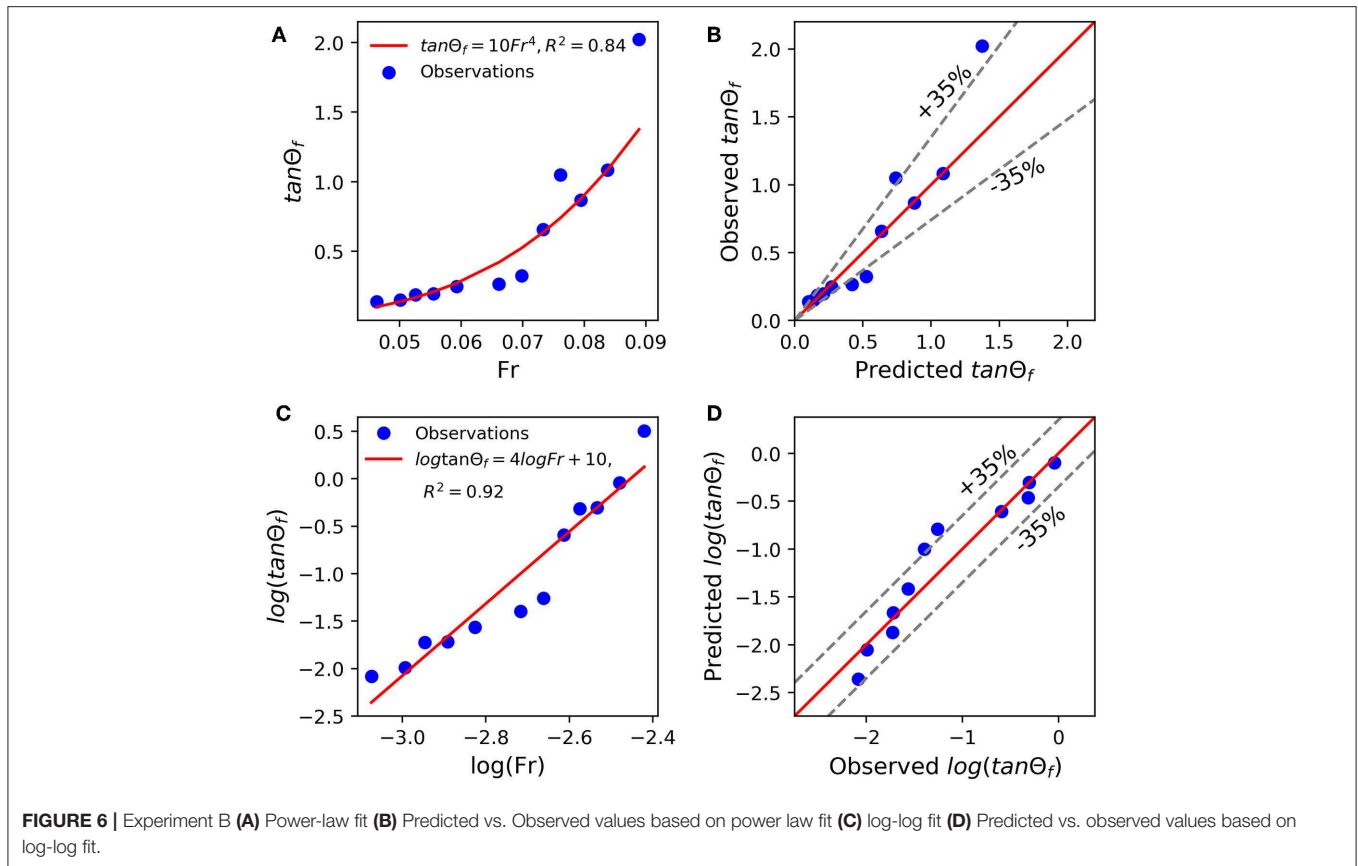 A
2.0
1.5
1.0
0.5
tanΘf
tanΘf = 10Fr⁴, R² = 0.84
Observations
0.05 0.06 0.07 0.08 0.09
Fr
B
2.0
1.5
1.0
0.5
0.0
Observed tanΘf
+35%
-35%
0.0 0.5 1.0 1.5 2.0
Predicted tanΘf
C
0.5
0.0
−0.5
−1.0
−1.5
−2.0
−2.5
log(tanΘf)
Observations
logtanΘf = 4logFr + 10,
R² = 0.92
−3.0 −2.8 −2.6 −2.4
log(Fr)
D
0.0
−0.5
−1.0
−1.5
−2.0
−2.5
Predicted log(tanΘf)
+35%
-35%
−2 −1 0
Observed log(tanΘf)
FIGURE 6 | Experiment B (A) Power-law fit (B) Predicted vs. Observed values based on power law fit (C) log-log fit (D) Predicted vs. observed values based on
log-log fit.